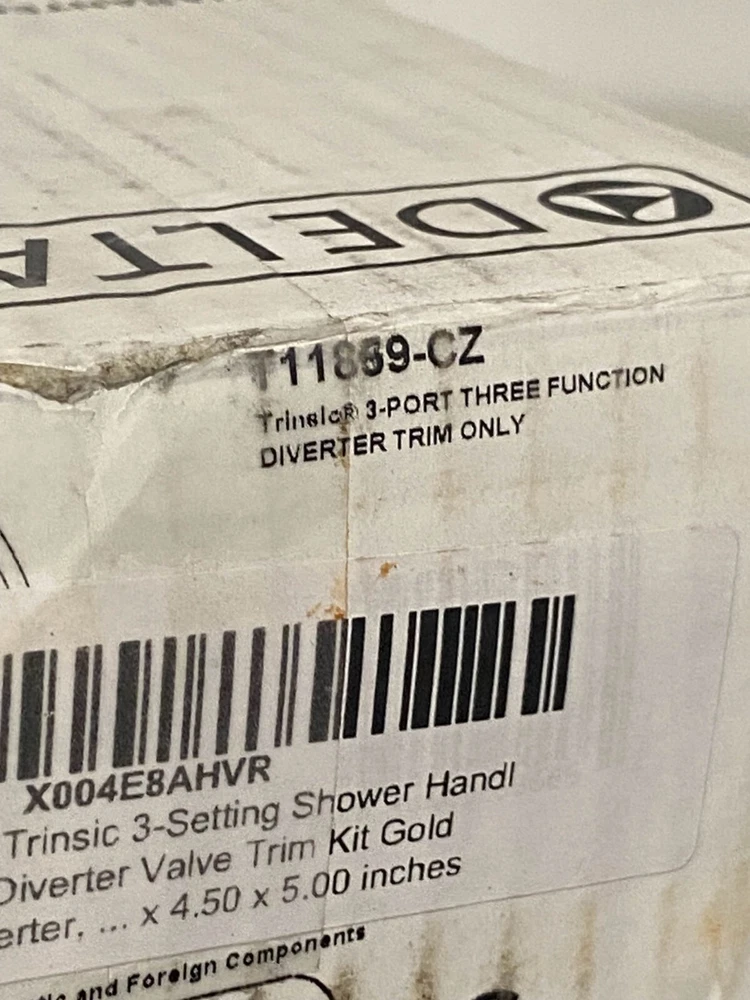 DELTA
T11859-CZ
Trinsic® 3-PORT THREE FUNCTION
DIVERTER TRIM ONLY
X004E8AHVR
Trinsic 3-Setting Shower Handl
Diverter Valve Trim Kit Gold
erter, ... x 4.50 x 5.00 inches
and Foreign Components